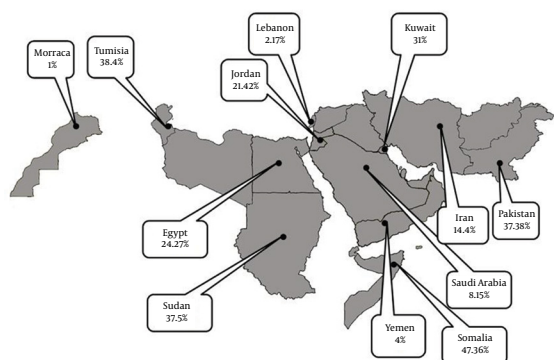 Lebanon
2.17%
Kuwait
31%
Morraca
1%
Tumisia
38.4%
Jordan
21.42%
Egypt
24.27%
Iran
14.4%
Pakistan
37.38%
Saudi Arabia
8.15%
Sudan
37.5%
Yemen
4%
Somalia
47.36%